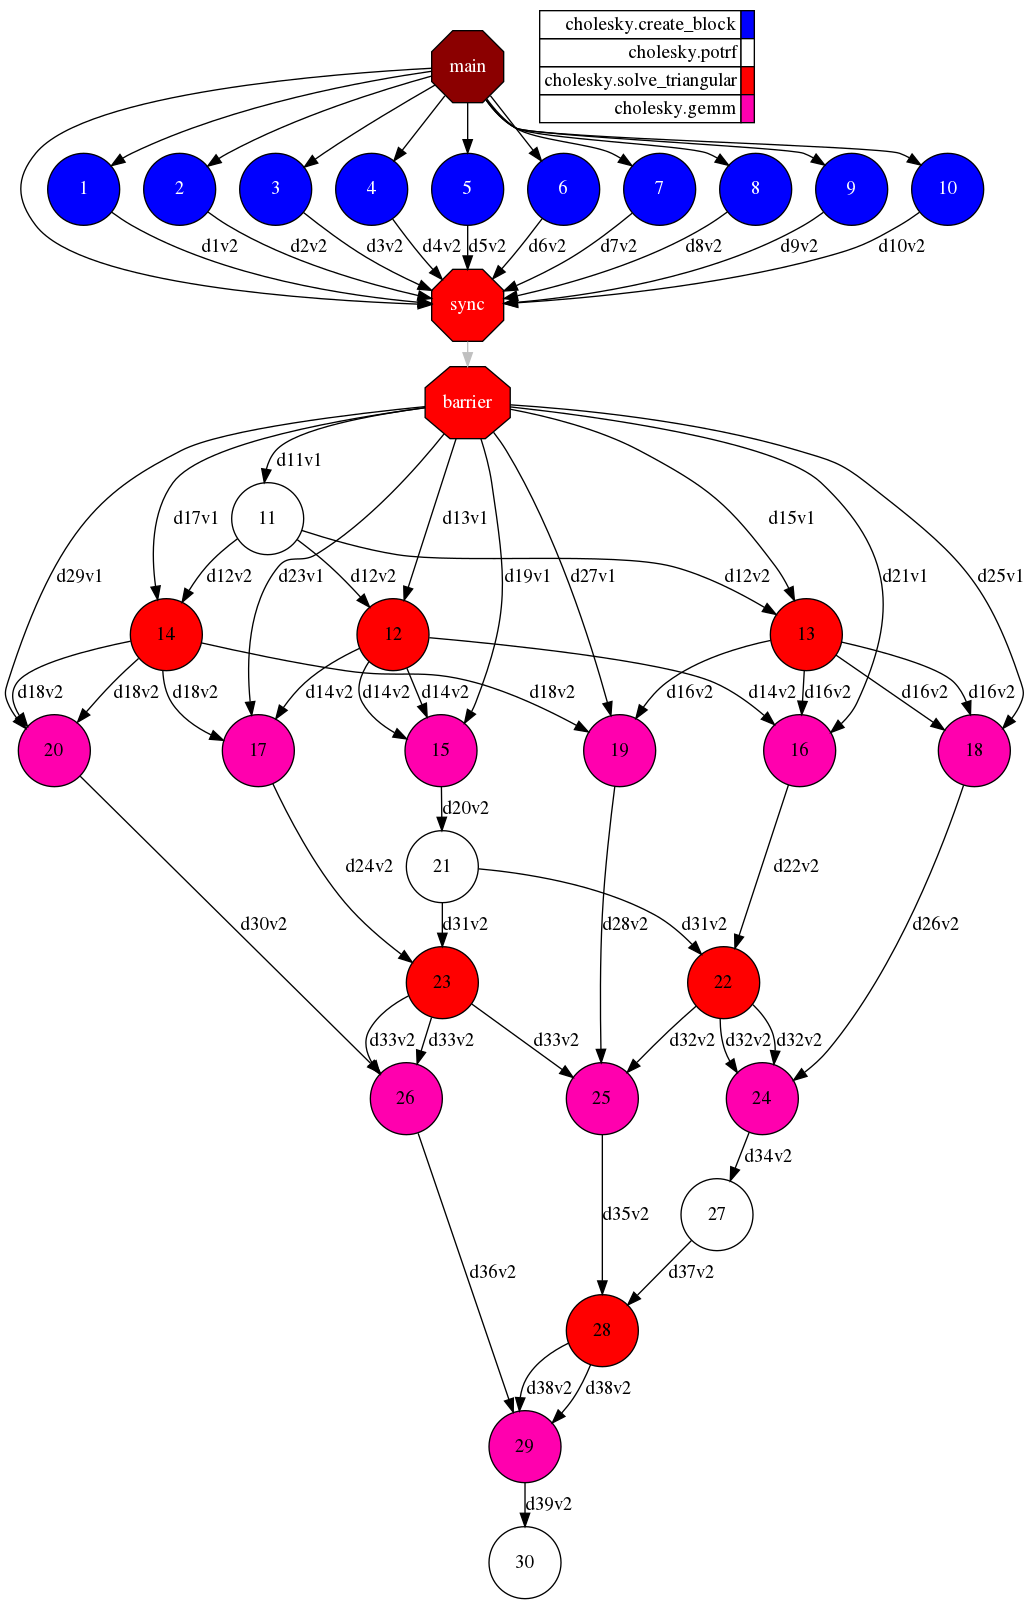 cholesky.create_block
main
cholesky.potrf
cholesky.solve_triangular
cholesky.gemm
1 2 3 4 5 6 7 8 9 10
d1v2 d2v2 d3v2 d4v2 d5v2 d6v2 d7v2 d8v2 d9v2 d10v2
sync
barrier
d11v1
d17v1 11 d13v1 d15v1
d29v1 d12v2 d23v1 d12v2 d19v1 d27v1 d12v2 d21v1 d25v1
14 12 13
d18v2 d18v2 d18v2 d14v2 d14v2 d14v2 d18v2 d16v2 d14v2 d16v2 d16v2 d16v2
20 17 15 19 16 18
d20v2
d24v2 21 d22v2
d30v2 d31v2 d28v2 d31v2 d26v2
23 22
d33v2 d33v2 d33v2 d32v2 d32v2 d32v2
26 25 24
d34v2
d35v2 27
d36v2 d37v2
28
d38v2 d38v2
29
d39v2
30